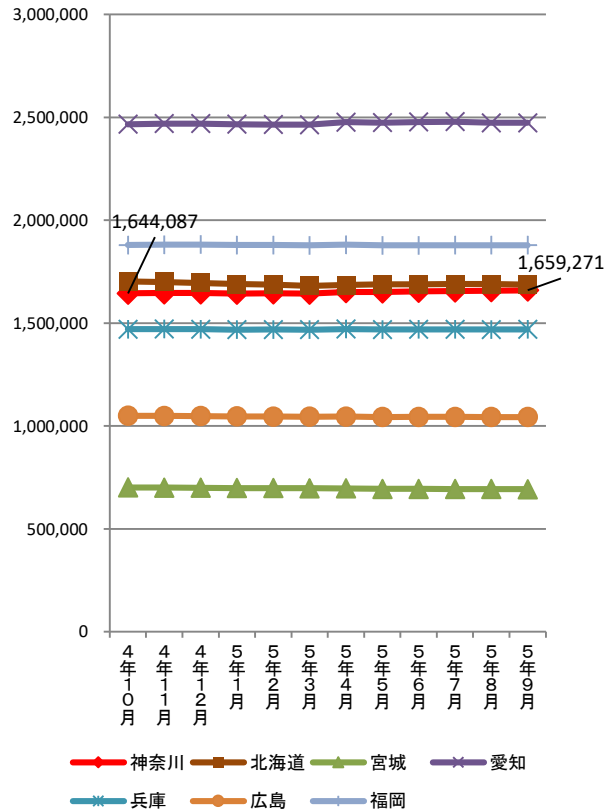 3,000,000
2,500,000
2,000,000
1,500,000
1,000,000
500,000
0
1,644,087
1,659,271
4年10月
4年11月
4年12月
5年1月
5年2月
5年3月
5年4月
5年5月
5年6月
5年7月
5年8月
5年9月
神奈川 北海道 宮城 愛知
兵庫 広島 福岡